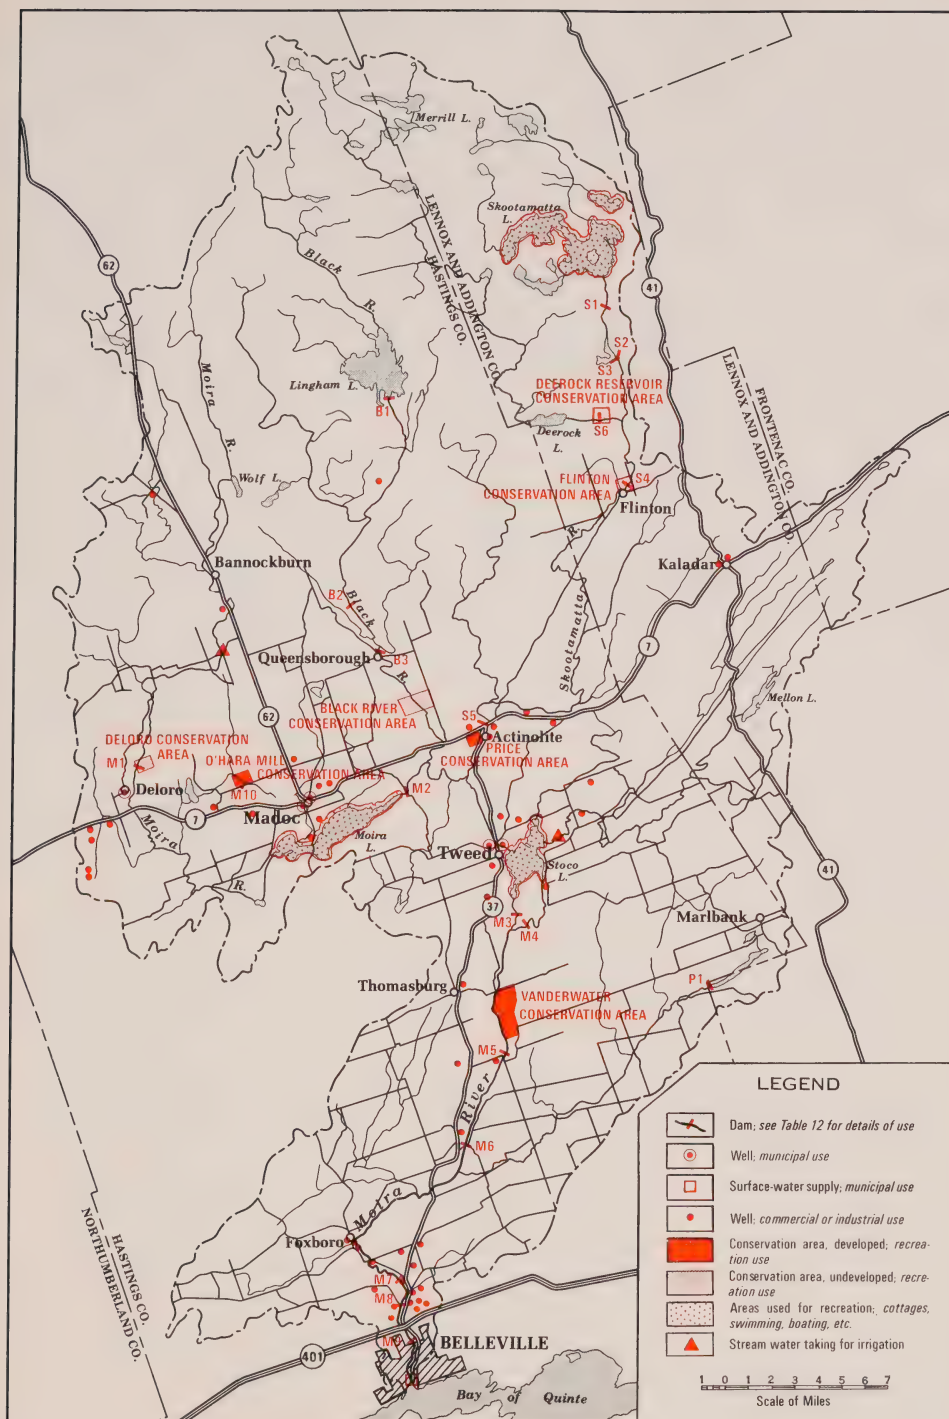 Merrill L.
LENNOX AND ADDINGTON CO.
HASTINGS CO.
Skootamatta
L.
Black
R.
62
41
S1
S2
S3
Moira
R.
Lingham L.
B1
DEEROCK RESERVOIR
CONSERVATION AREA
S6
Deerock
L.
FRONTENAC CO.
LENNOX AND ADDINGTON CO.
Wolf L.
FLINTON
CONSERVATION AREA
S4
Flinton
R.
Skootamatta
Bannockburn
Kaladar
B2
Black
R.
Queensborough
B3
7
Mellon L.
62
BLACK RIVER
CONSERVATION AREA
S5
Actinolite
PRICE
CONSERVATION AREA
DELORO CONSERVATION
AREA
M1
O'HARA MILL
CONSERVATION AREA
Deloro
M10
M2
Madoc
7
Moira
R.
Moira
L.
Tweed
Stoco
L.
41
37
M3
M4
Marlbank
Thomasburg
P1
VANDERWATER
CONSERVATION AREA
M5
River
M6
Moira
Foxboro
HASTINGS CO.
NORTHUMBERLAND CO.
M7
M8
M9
BELLEVILLE
401
Bay of Quinte
LEGEND
Dam; see Table 12 for details of use
Well; municipal use
Surface-water supply; municipal use
Well; commercial or industrial use
Conservation area, developed; recrea-
tion use
Conservation area, undeveloped; recre-
ation use
Areas used for recreation; cottages,
swimming, boating, etc.
Stream water taking for irrigation
1 0 1 2 3 4 5 6 7
Scale of Miles